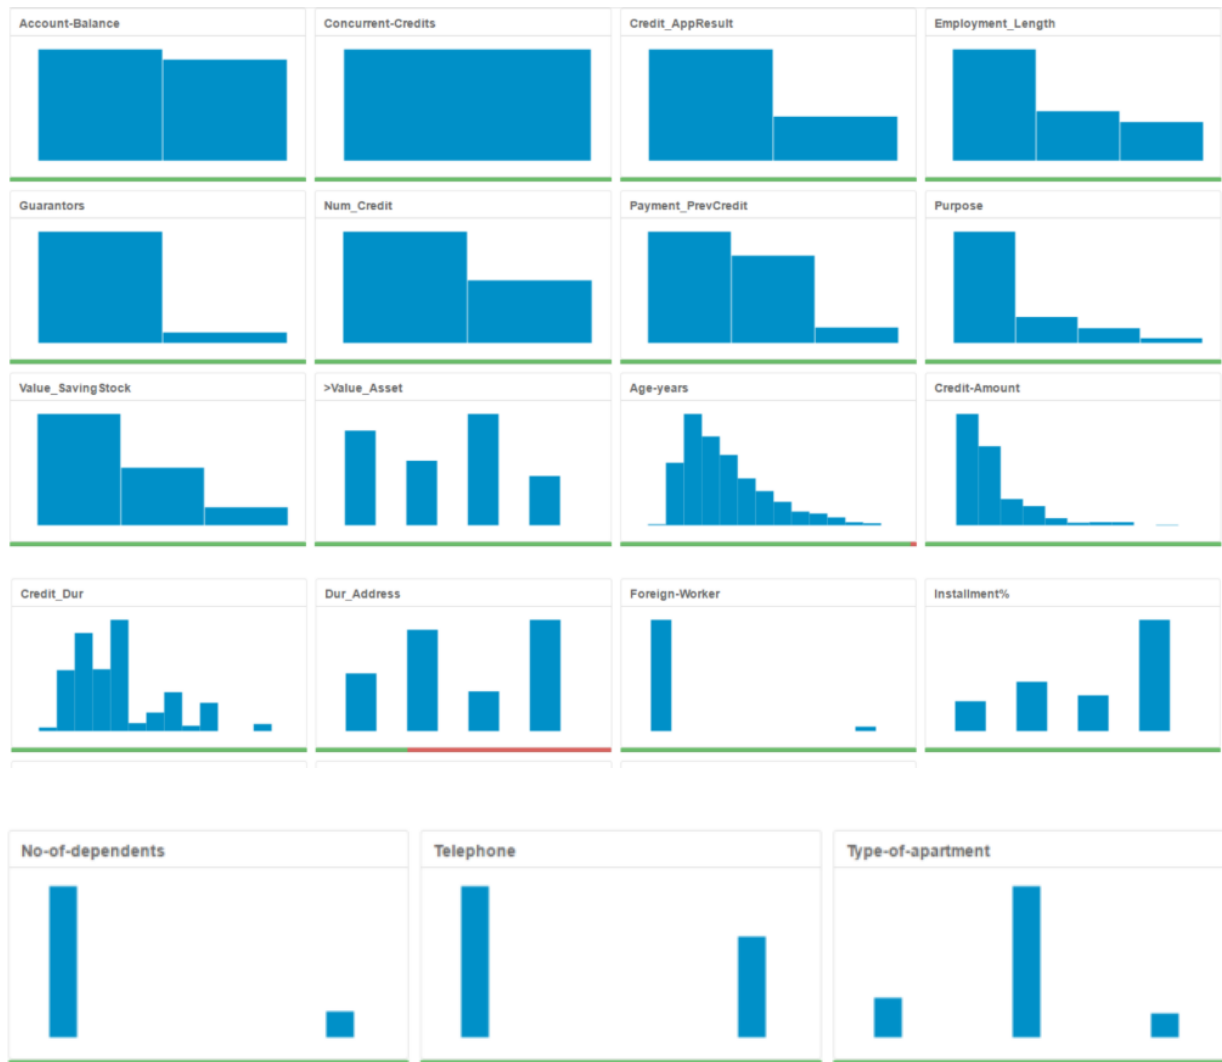 Account-Balance
Concurrent-Credits
Credit_AppResult
Employment_Length
Guarantors
Num_Credit
Payment_PrevCredit
Purpose
Value_SavingStock
>Value_Asset
Age-years
Credit-Amount
Credit_Dur
Dur_Address
Foreign-Worker
Installment%
No-of-dependents
Telephone
Type-of-apartment